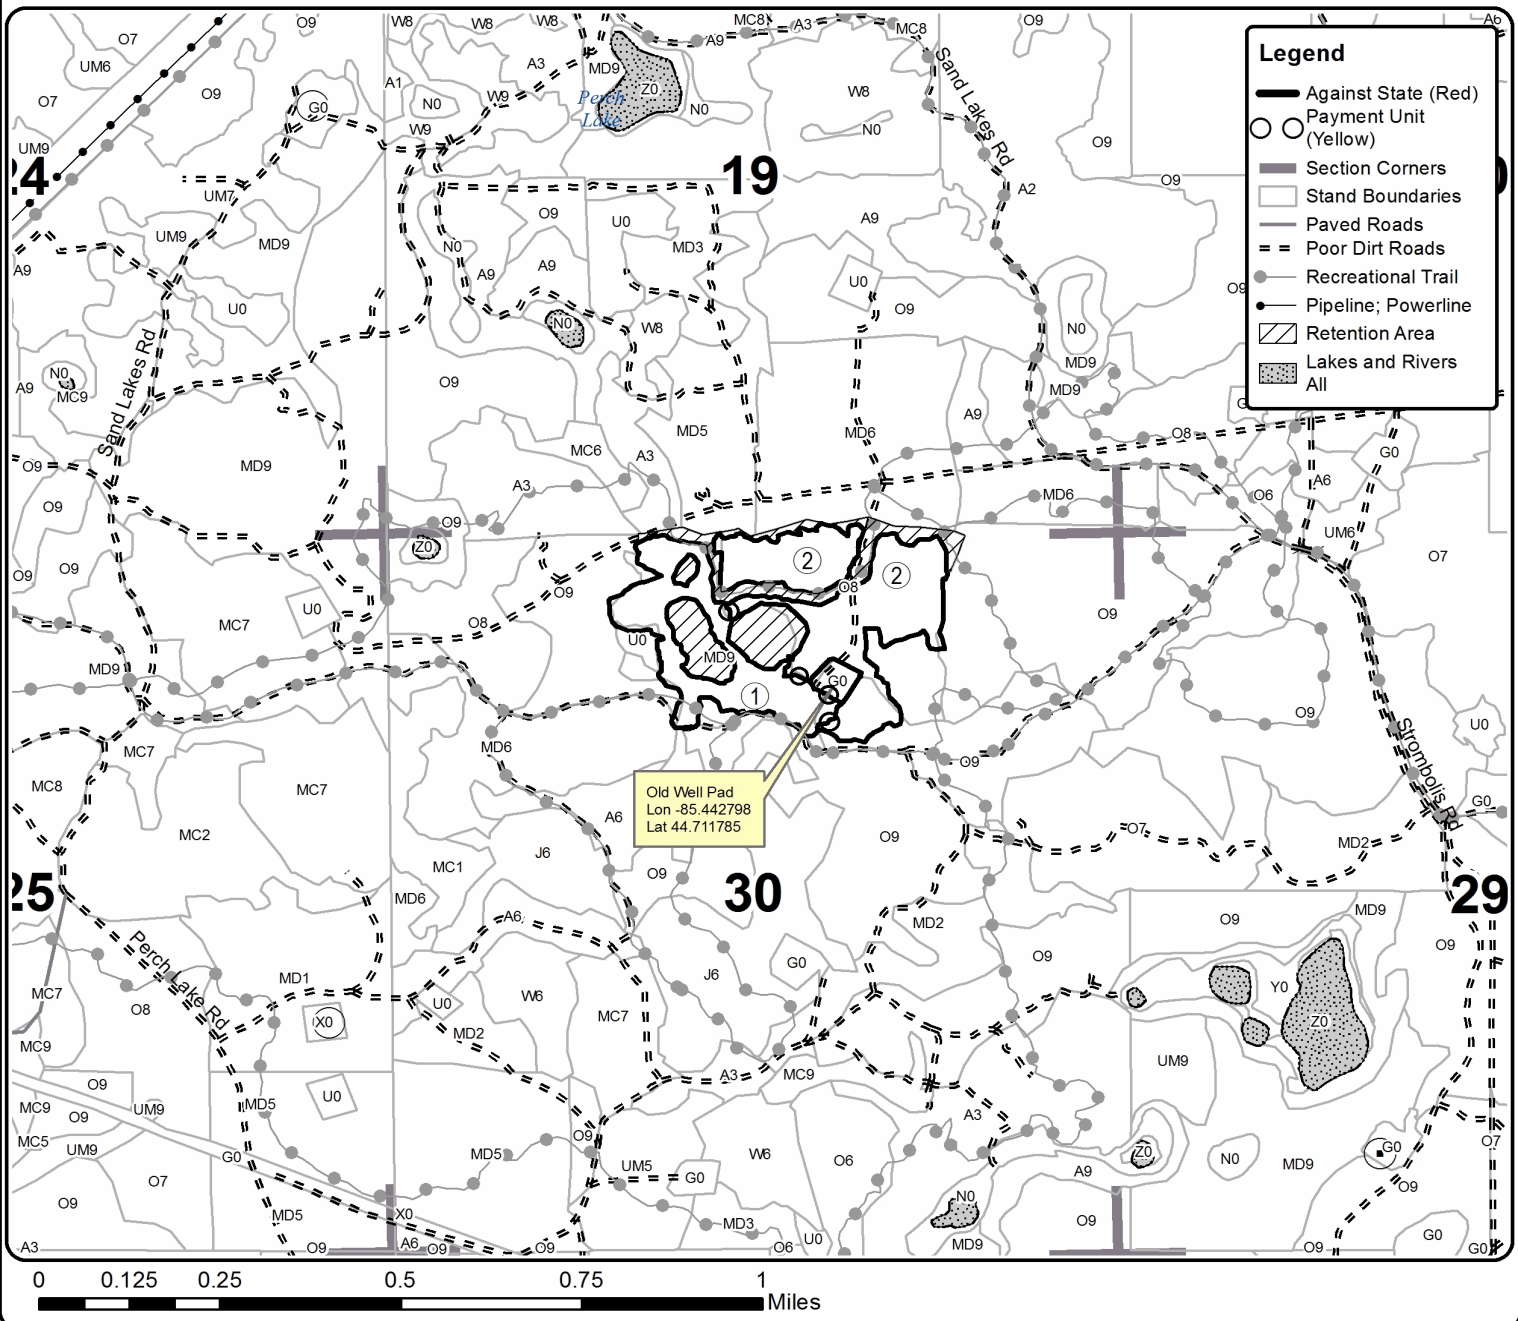 O9
W8
W8
W8
MC8
A3
O9
A6
O7
A9
MC8
UM6
A3
MD9
A1
O7
O9
N0
W9
Z0
W8
G0
Perch
Lake
N0
Sand Lakes Rd
W9
N0
UM9
O9
24
19
O9
UM7
A2
O9
U0
A9
UM9
MD9
N0
MD3
A9
A9
A9
U0
O9
U0
O9
N0
W8
N0
MD9
N0
Sand Lakes Rd
O9
A9
MC9
MD9
A9
MD5
MD6
O8
MC6
A3
G0
O9
MD9
A6
A3
MD6
O6
O9
O9
UM6
Z0
2
2
O7
O9
O9
O9
O8
U0
O9
MC7
O8
U0
MD9
MD9
G0
1
O9
U0
MC7
MD6
O9
Strombolis Rd
MC8
MC7
Old Well Pad
Lon -85.442798
Lat 44.711785
G0
A6
MC2
O9
O7
MD2
J6
MC1
O9
25
MD6
30
29
A6
MD2
O9
MD9
O9
Perch Lake Rd
O9
MD1
J6
G0
MC7
U0
W6
Y0
O8
X0
MC7
Z0
MD2
MC9
UM9
A3
MC9
O9
U0
MC9
UM9
MD5
O9
A3
MC5
O9
O7
UM9
G0
MD5
W6
Z0
G0
UM5
O6
N0
MD9
A9
O7
G0
O9
N0
O9
X0
MD5
MD3
O9
G0
A3
O9
A6
O9
O9
O6
U0
MD9
O9
G0
Legend
Against State (Red)
Payment Unit
(Yellow)
Section Corners
Stand Boundaries
Paved Roads
Poor Dirt Roads
Recreational Trail
Pipeline; Powerline
Retention Area
Lakes and Rivers
All
0 0.125 0.25 0.5 0.75 1
Miles